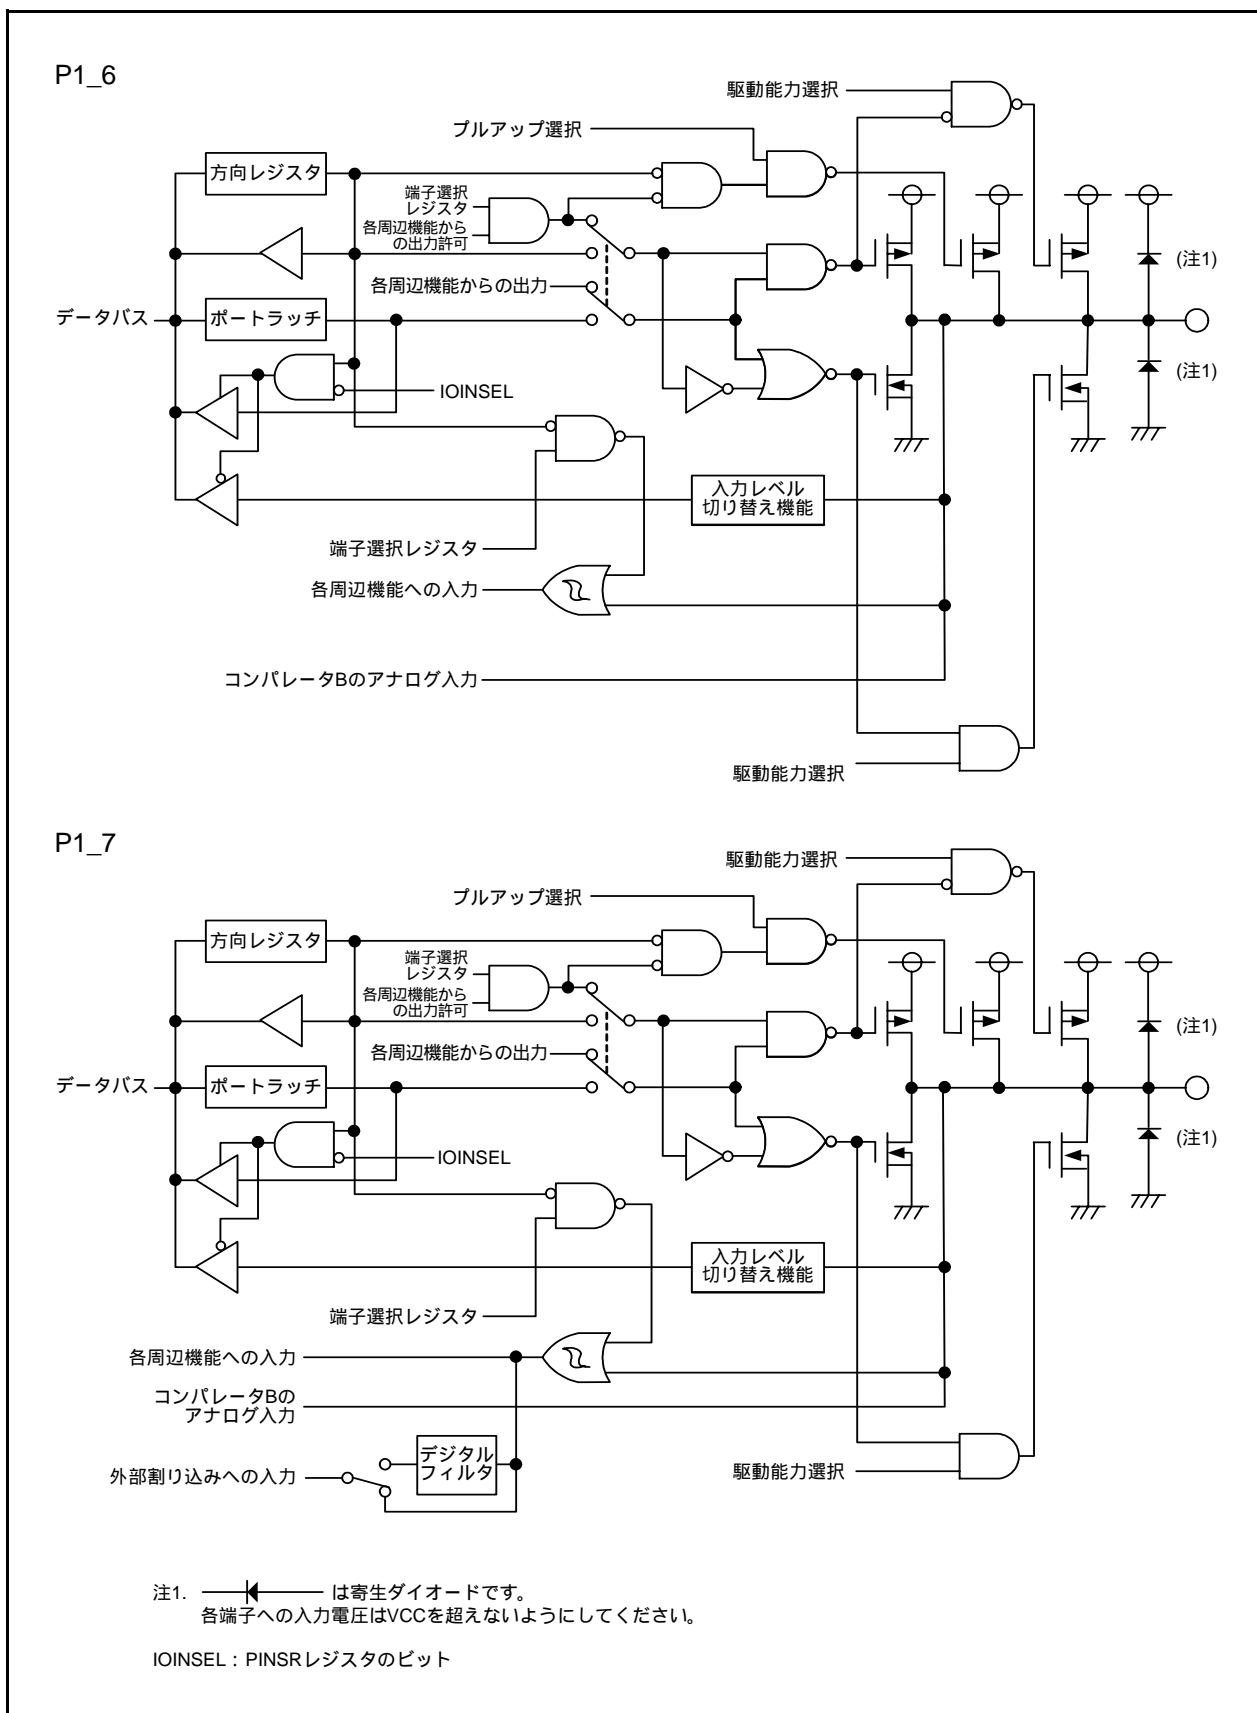 P1_6
駆動能力選択
プルアップ選択
方向レジスタ
端子選択
レジスタ
各周辺機能から
の出力許可
(注1)
各周辺機能からの出力
データバス
ポートラッチ
(注1)
IOINSEL
入力レベル
切り替え機能
端子選択レジスタ
各周辺機能への入力
コンパレータBのアナログ入力
駆動能力選択
P1_7
駆動能力選択
プルアップ選択
方向レジスタ
端子選択
レジスタ
各周辺機能から
の出力許可
(注1)
各周辺機能からの出力
データバス
ポートラッチ
(注1)
IOINSEL
入力レベル
切り替え機能
端子選択レジスタ
各周辺機能への入力
コンパレータBの
アナログ入力
デジタル
フィルタ
外部割り込みへの入力
駆動能力選択
注1. は寄生ダイオードです。
各端子への入力電圧はVCCを超えないようにしてください。
IOINSEL : PINSRレジスタのビット